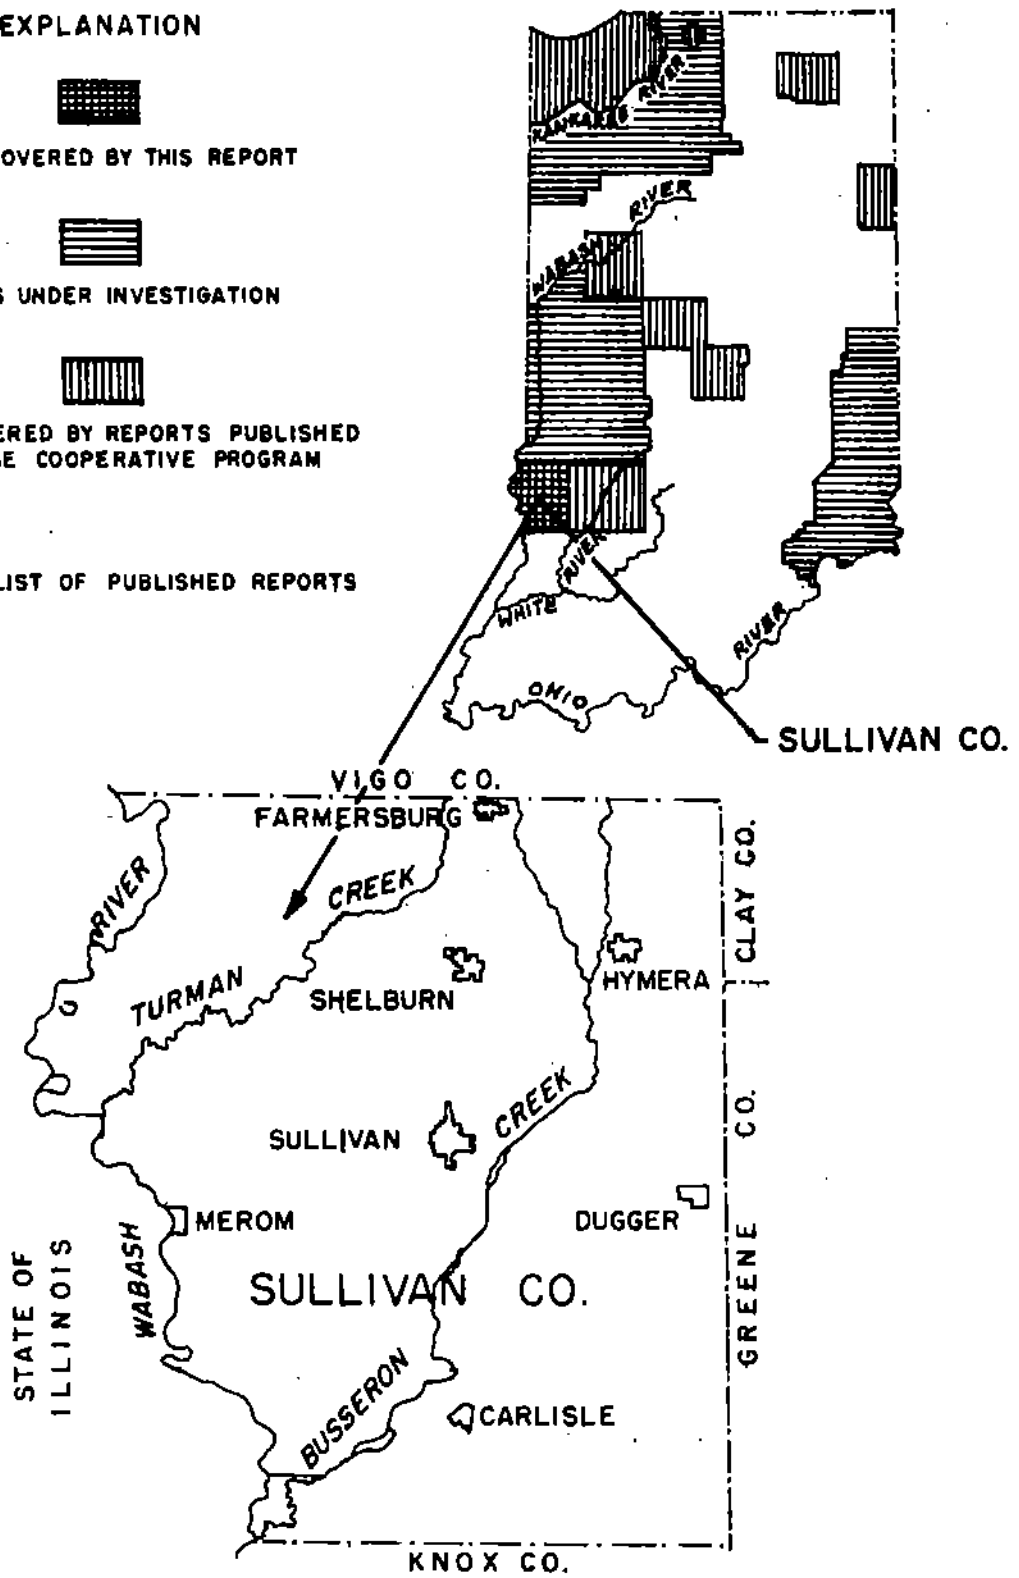 EXPLANATION
OVERED BY THIS REPORT
S UNDER INVESTIGATION
ERED BY REPORTS PUBLISHED
E COOPERATIVE PROGRAM
LIST OF PUBLISHED REPORTS
KANKAKEE RIVER
WABASH RIVER
WHITE RIVER
OHIO RIVER
SULLIVAN CO.
VIGO CO.
FARMERSBURG
CLAY CO.
TURMAN CREEK
HYMERA
SHELBURN
SULLIVAN
BUSSERON CREEK
DUGGER
MEROM
WABASH RIVER
SULLIVAN CO.
GREENE CO.
STATE OF
ILLINOIS
CARLISLE
KNOX CO.